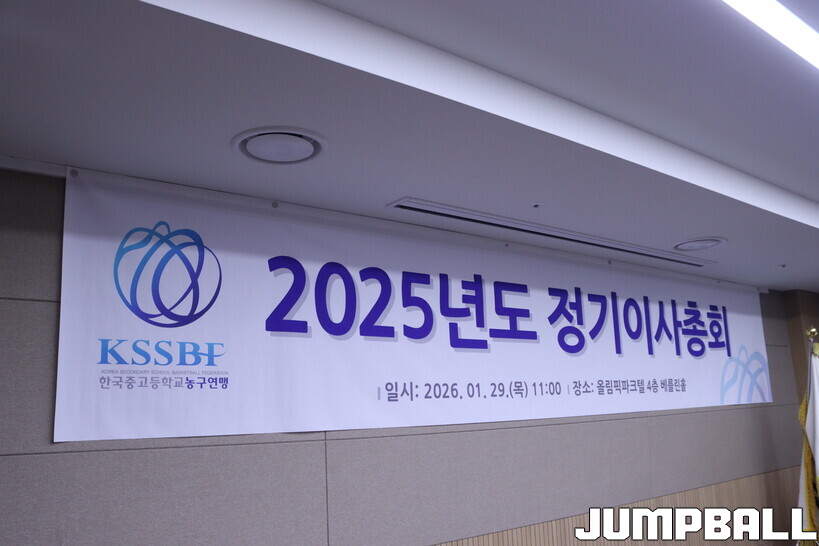 2025년도 정기이사총회
KSSBF
KOREA SECONDARY SCHOOL BASKETBALL FEDERATION
한국중고등학교농구연맹
일시: 2026. 01. 29.(목) 11:00 | 장소: 올림픽파크텔 4층 베를린홀
JUMPBALL